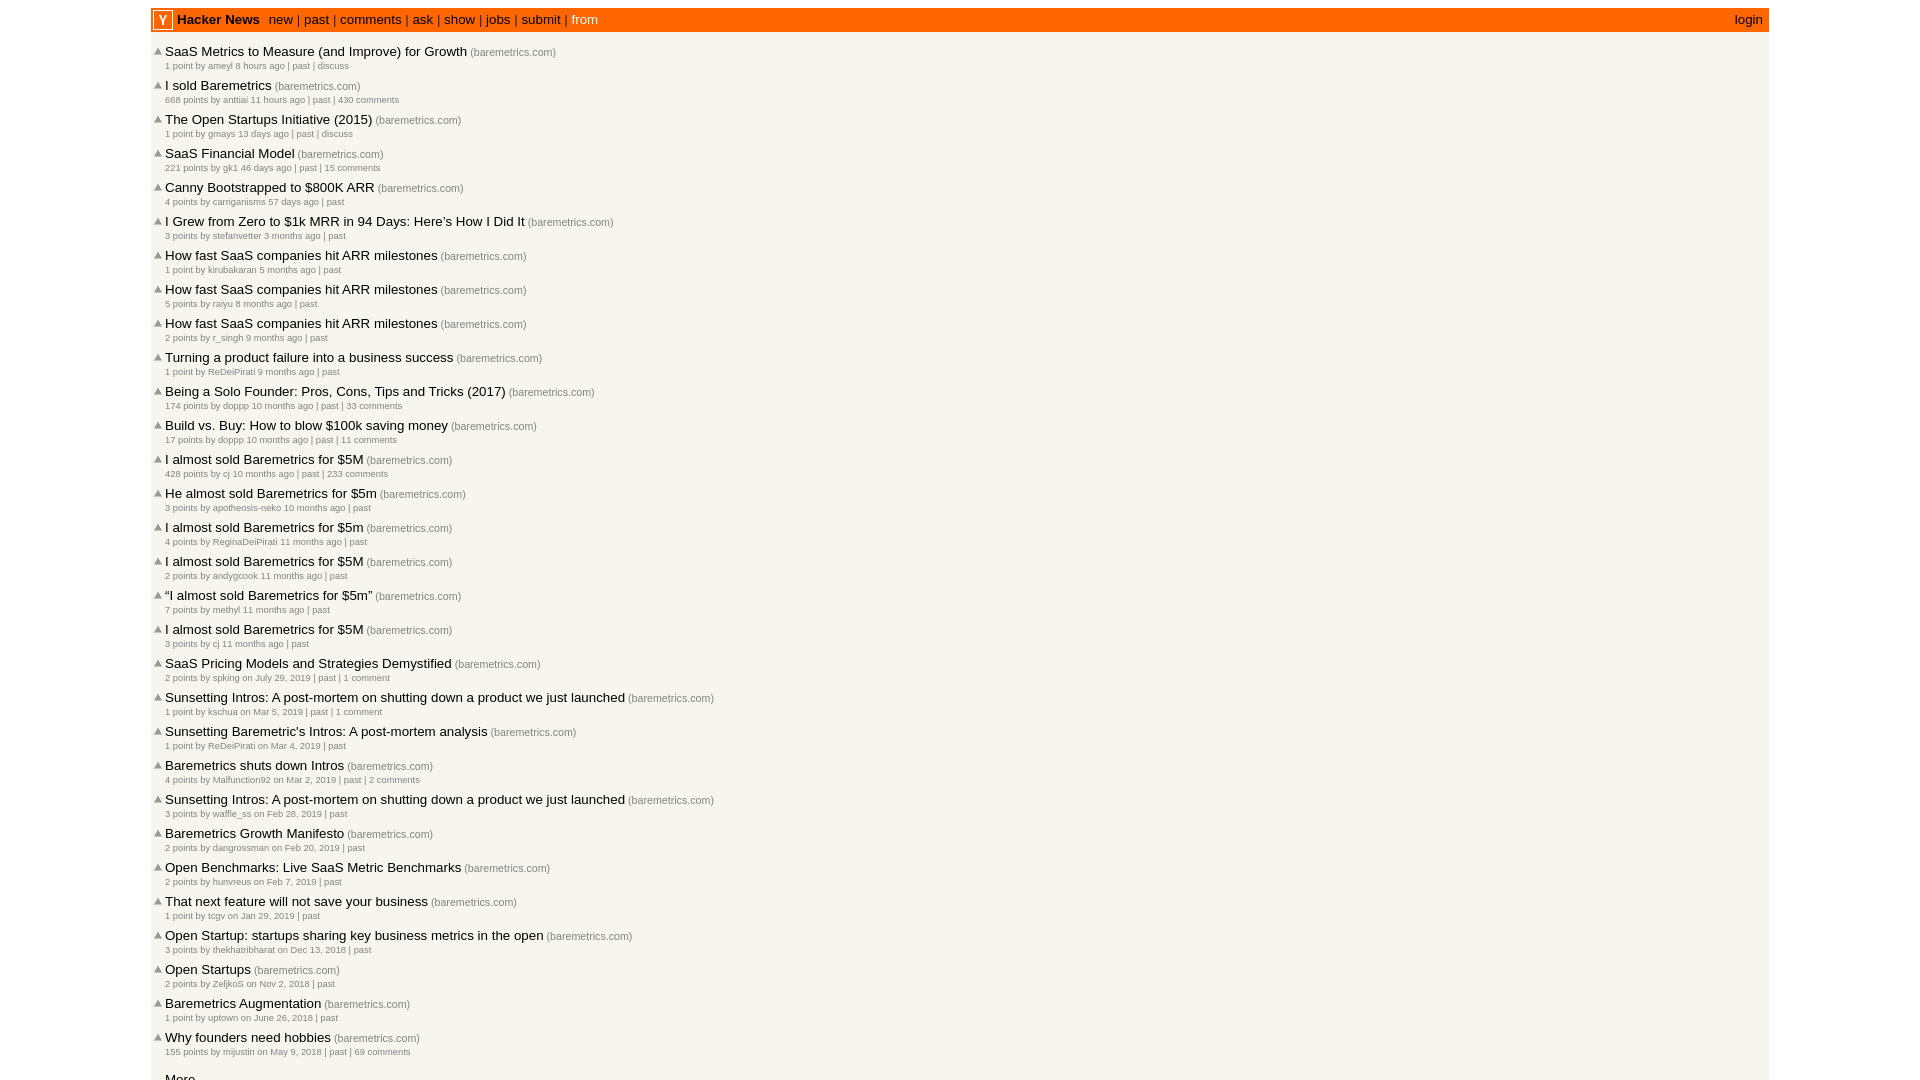 Y Hacker News new | past | comments | ask | show | jobs | submit | from login
SaaS Metrics to Measure (and Improve) for Growth (baremetrics.com)
1 point by ameyl 8 hours ago | past | discuss
I sold Baremetrics (baremetrics.com)
668 points by anttiai 11 hours ago | past | 430 comments
The Open Startups Initiative (2015) (baremetrics.com)
1 point by gmays 13 days ago | past | discuss
SaaS Financial Model (baremetrics.com)
221 points by gk1 46 days ago | past | 15 comments
Canny Bootstrapped to $800K ARR (baremetrics.com)
4 points by carriganisms 57 days ago | past
I Grew from Zero to $1k MRR in 94 Days: Here’s How I Did It (baremetrics.com)
3 points by stefanvetter 3 months ago | past
How fast SaaS companies hit ARR milestones (baremetrics.com)
1 point by kirubakaran 5 months ago | past
How fast SaaS companies hit ARR milestones (baremetrics.com)
5 points by raiyu 8 months ago | past
How fast SaaS companies hit ARR milestones (baremetrics.com)
2 points by r_singh 9 months ago | past
Turning a product failure into a business success (baremetrics.com)
1 point by ReDeiPirati 9 months ago | past
Being a Solo Founder: Pros, Cons, Tips and Tricks (2017) (baremetrics.com)
174 points by doppp 10 months ago | past | 33 comments
Build vs. Buy: How to blow $100k saving money (baremetrics.com)
17 points by doppp 10 months ago | past | 11 comments
I almost sold Baremetrics for $5M (baremetrics.com)
428 points by cj 10 months ago | past | 233 comments
He almost sold Baremetrics for $5m (baremetrics.com)
3 points by apotheosis-neko 10 months ago | past
I almost sold Baremetrics for $5m (baremetrics.com)
4 points by ReginaDeiPirati 11 months ago | past
I almost sold Baremetrics for $5M (baremetrics.com)
2 points by andygcook 11 months ago | past
“I almost sold Baremetrics for $5m” (baremetrics.com)
7 points by methyl 11 months ago | past
I almost sold Baremetrics for $5M (baremetrics.com)
3 points by cj 11 months ago | past
SaaS Pricing Models and Strategies Demystified (baremetrics.com)
2 points by spking on July 29, 2019 | past | 1 comment
Sunsetting Intros: A post-mortem on shutting down a product we just launched (baremetrics.com)
1 point by kschua on Mar 5, 2019 | past | 1 comment
Sunsetting Baremetric's Intros: A post-mortem analysis (baremetrics.com)
1 point by ReDeiPirati on Mar 4, 2019 | past
Baremetrics shuts down Intros (baremetrics.com)
4 points by Malfunction92 on Mar 2, 2019 | past | 2 comments
Sunsetting Intros: A post-mortem on shutting down a product we just launched (baremetrics.com)
3 points by waffle_ss on Feb 28, 2019 | past
Baremetrics Growth Manifesto (baremetrics.com)
2 points by dangrossman on Feb 20, 2019 | past
Open Benchmarks: Live SaaS Metric Benchmarks (baremetrics.com)
2 points by hunvreus on Feb 7, 2019 | past
That next feature will not save your business (baremetrics.com)
1 point by tcgv on Jan 29, 2019 | past
Open Startup: startups sharing key business metrics in the open (baremetrics.com)
3 points by thekhatribharat on Dec 13, 2018 | past
Open Startups (baremetrics.com)
2 points by ZeljkoS on Nov 2, 2018 | past
Baremetrics Augmentation (baremetrics.com)
1 point by uptown on June 26, 2018 | past
Why founders need hobbies (baremetrics.com)
155 points by mijustin on May 9, 2018 | past | 69 comments
More